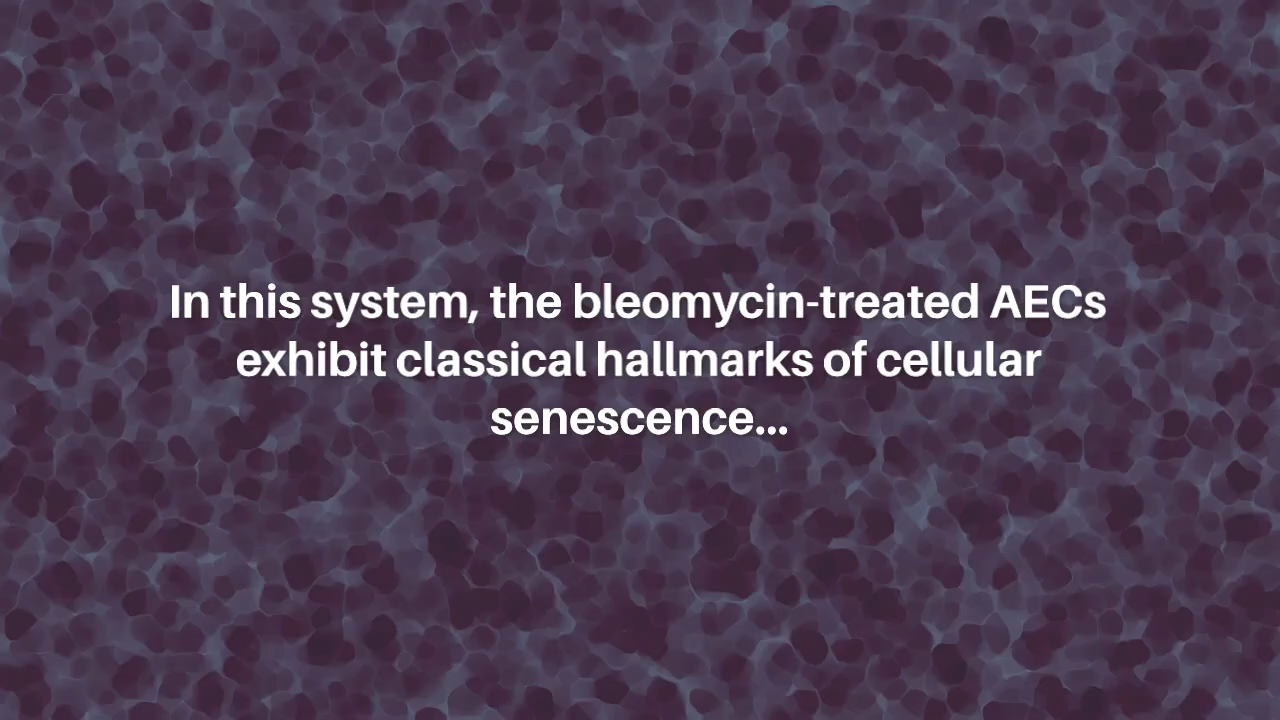 In this system, the bleomycin-treated AECs
exhibit classical hallmarks of cellular
senescence...